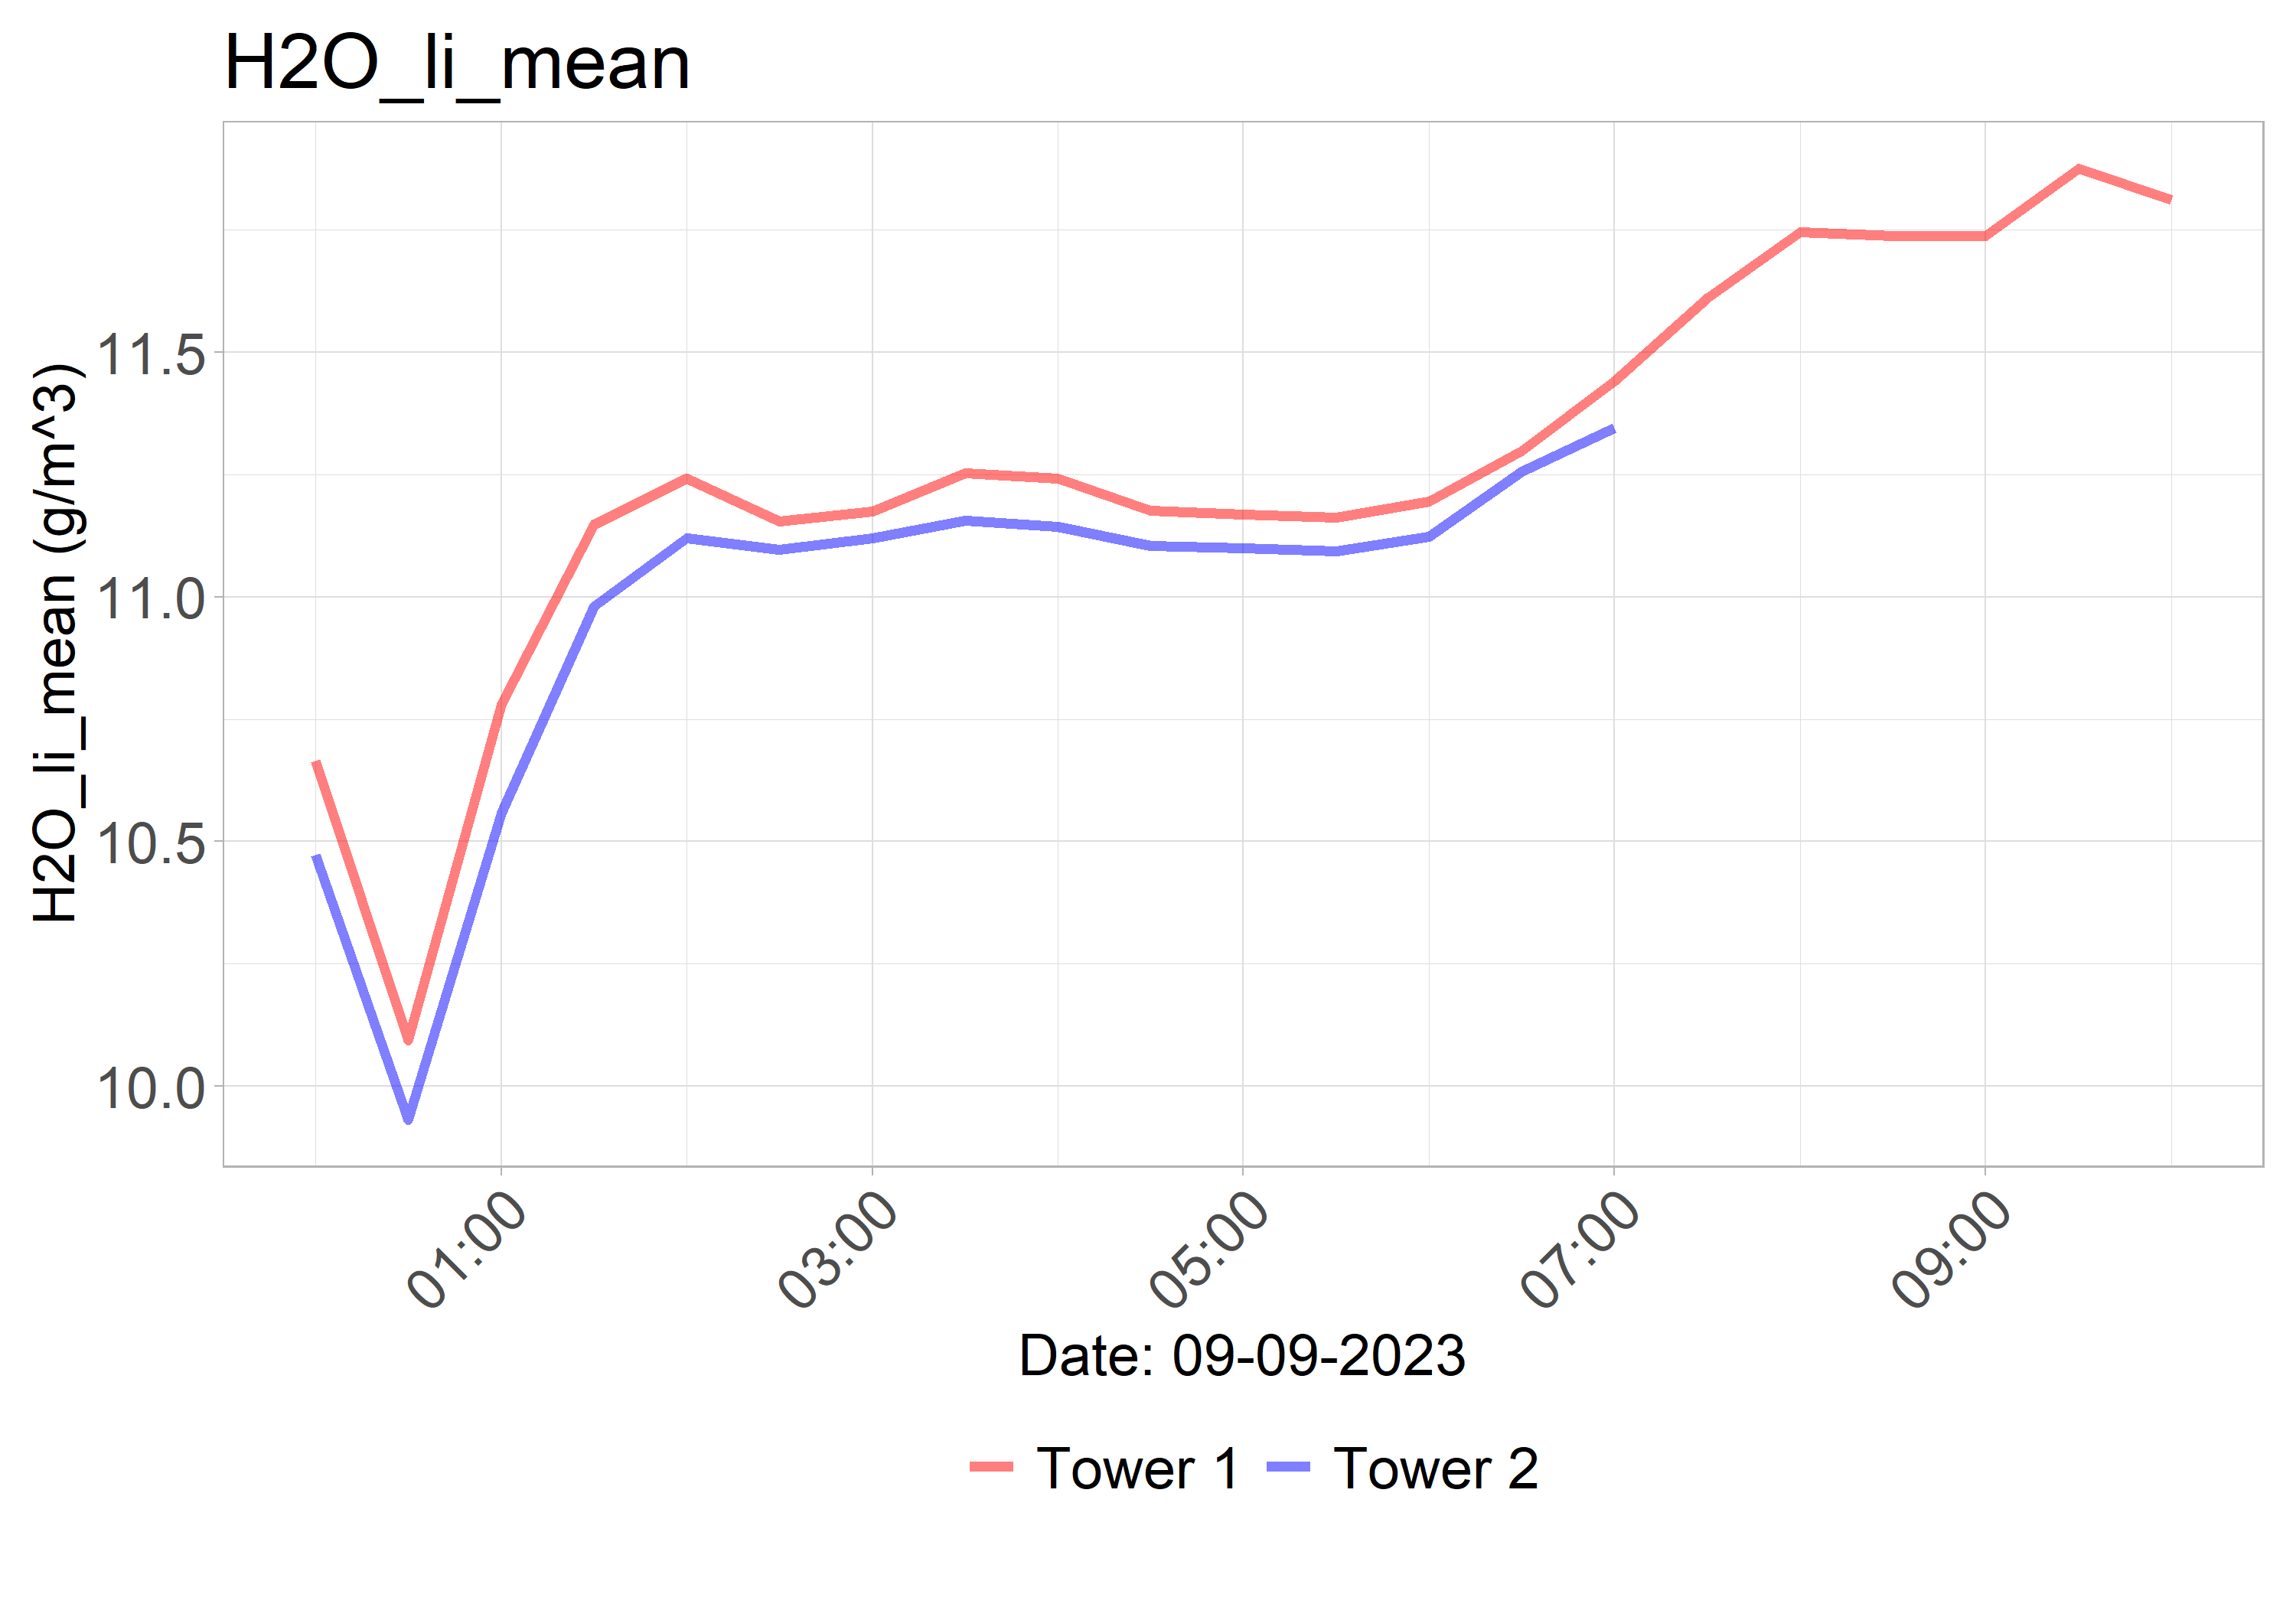 H2O_li_mean
H2O_li_mean (g/m^3)
11.5
11.0
10.5
10.0
01:00
03:00
05:00
07:00
09:00
Date: 09-09-2023
Tower 1
Tower 2